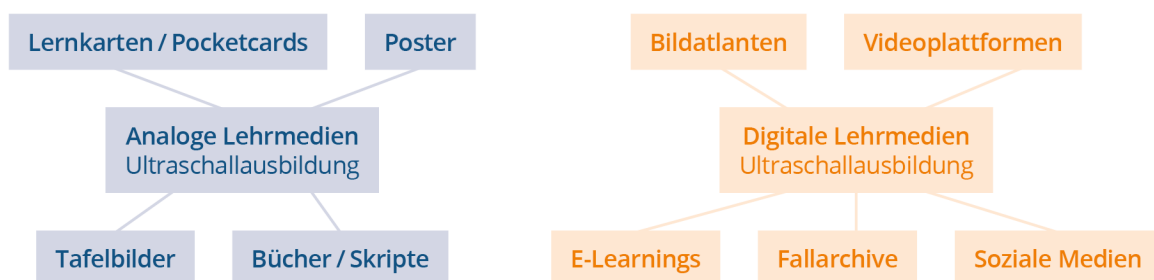 Lernkarten / Pocketcards
Poster
Analoge Lehrmedien
Ultraschallausbildung
Tafelbilder
Bücher / Skripte
Bildatlanten
Videoplattformen
Digitale Lehrmedien
Ultraschallausbildung
E-Learnings
Fallarchive
Soziale Medien